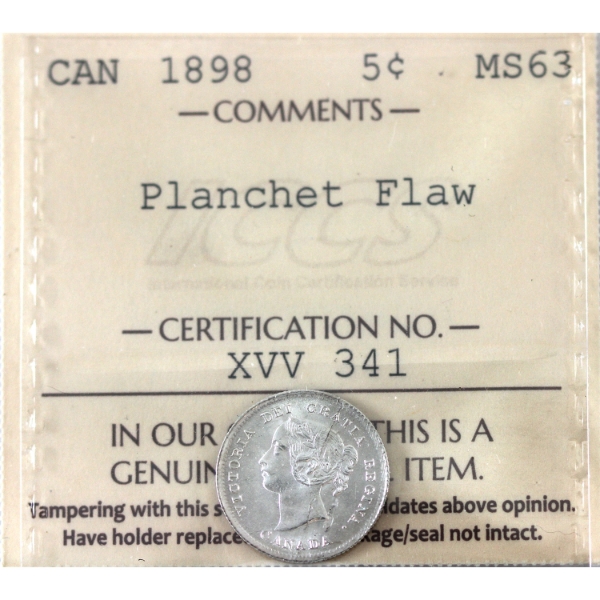 CAN 1898 5¢ . MS63
— COMMENTS —
Planchet Flaw
ICCS
International Coin Certification Service
— CERTIFICATION NO. —
XVV 341
IN OUR THIS IS A
GENUIN ITEM.
Tampering with this s dates above opinion.
Have holder replace kage/seal not intact.
VICTORIA DEI GRATIA REGINA.
CANADA